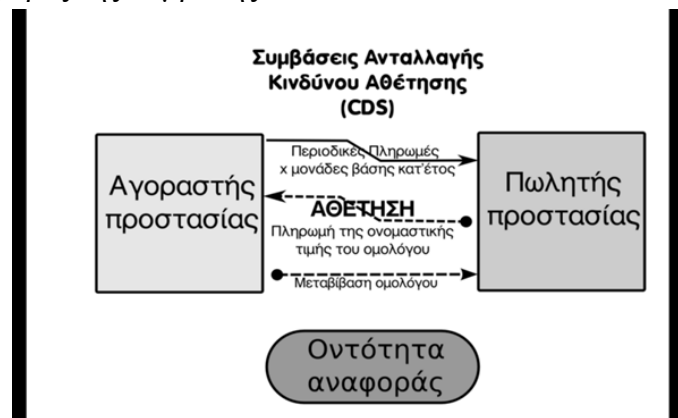 Συμβάσεις Ανταλλαγής
Κινδύνου Αθέτησης
(CDS)
Αγοραστής
προστασίας
Περιοδικές Πληρωμές
x μονάδες βάσης κατ'έτος
ΑΘΕΤΗΣΗ
Πληρωμή της ονομαστικής
τιμής του ομολόγου
Μεταβίβαση ομολόγου
Πωλητής
προστασίας
Οντότητα
αναφοράς